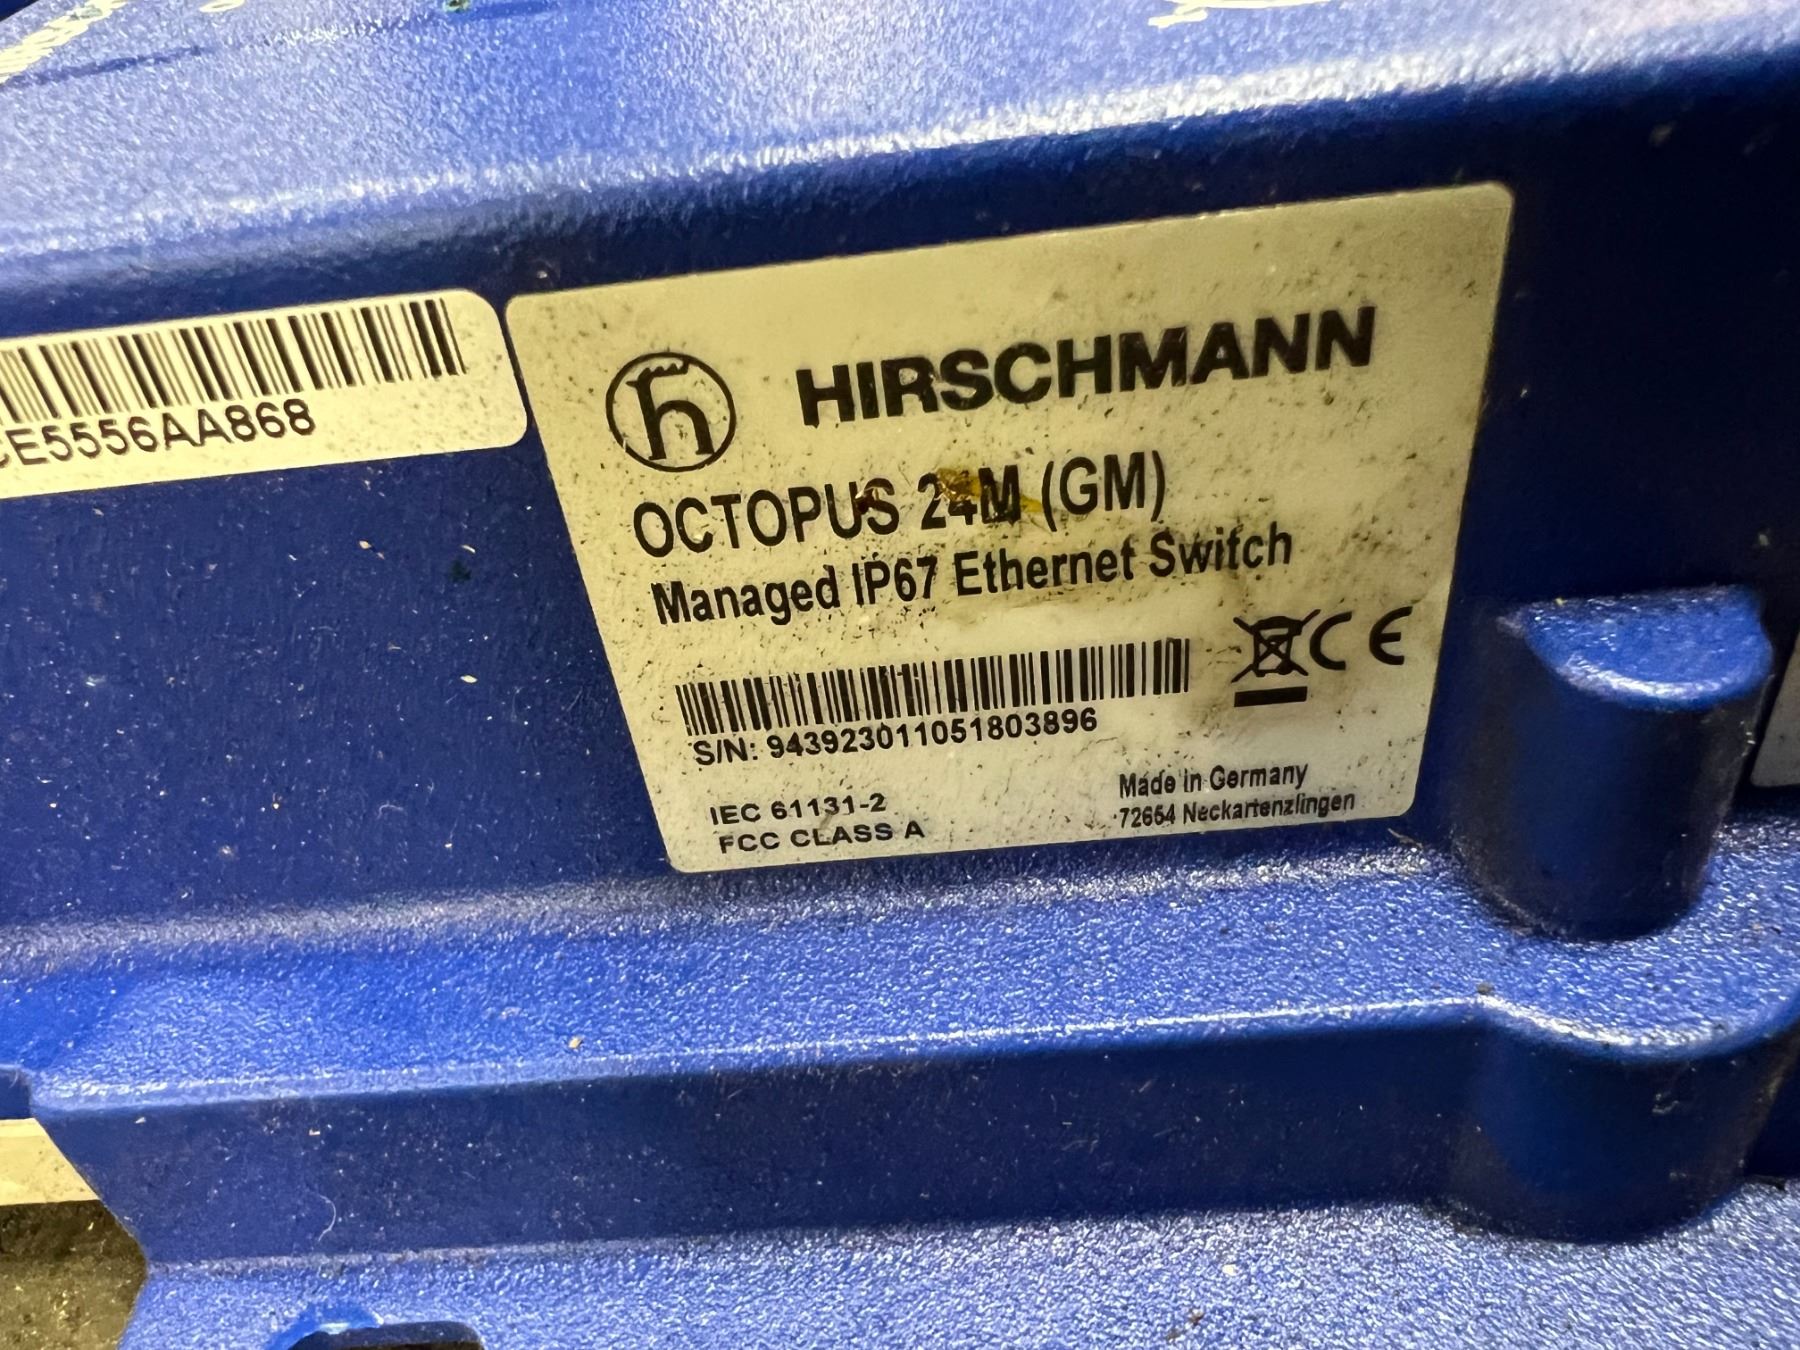 CE5556AA868
HIRSCHMANN
OCTOPUS 24M (GM)
Managed IP67 Ethernet Switch
CE
S/N: 943923011051803896
IEC 61131-2
FCC CLASS A
Made in Germany
72654 Neckartenzlingen